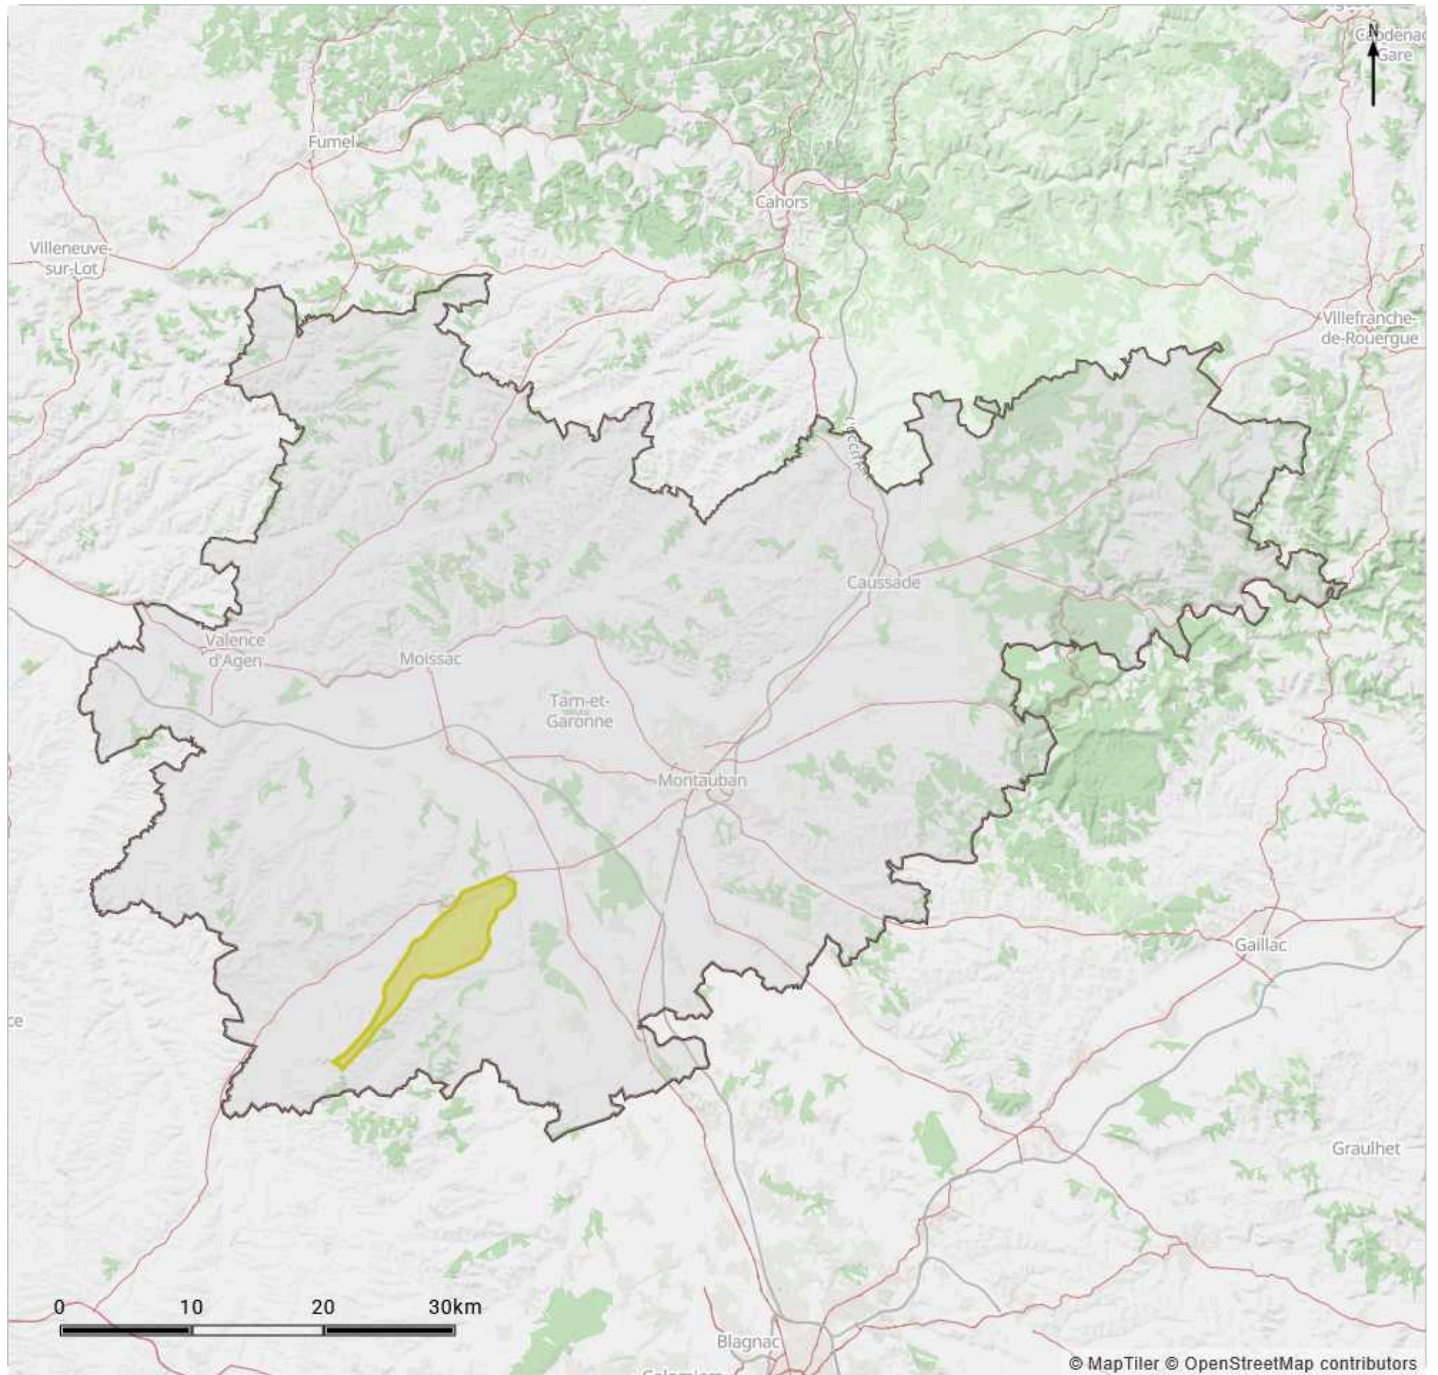 N
Gare
Fumel
Cahors
Villeneuve-
sur-Lot
Villefranche-
de-Rouergue
Caussade
Valence
d'Agen
Moissac
Tarn-et-
Garonne
Montauban
Gaillac
Graulhet
0 10 20 30km
Blagnac
© MapTiler © OpenStreetMap contributors